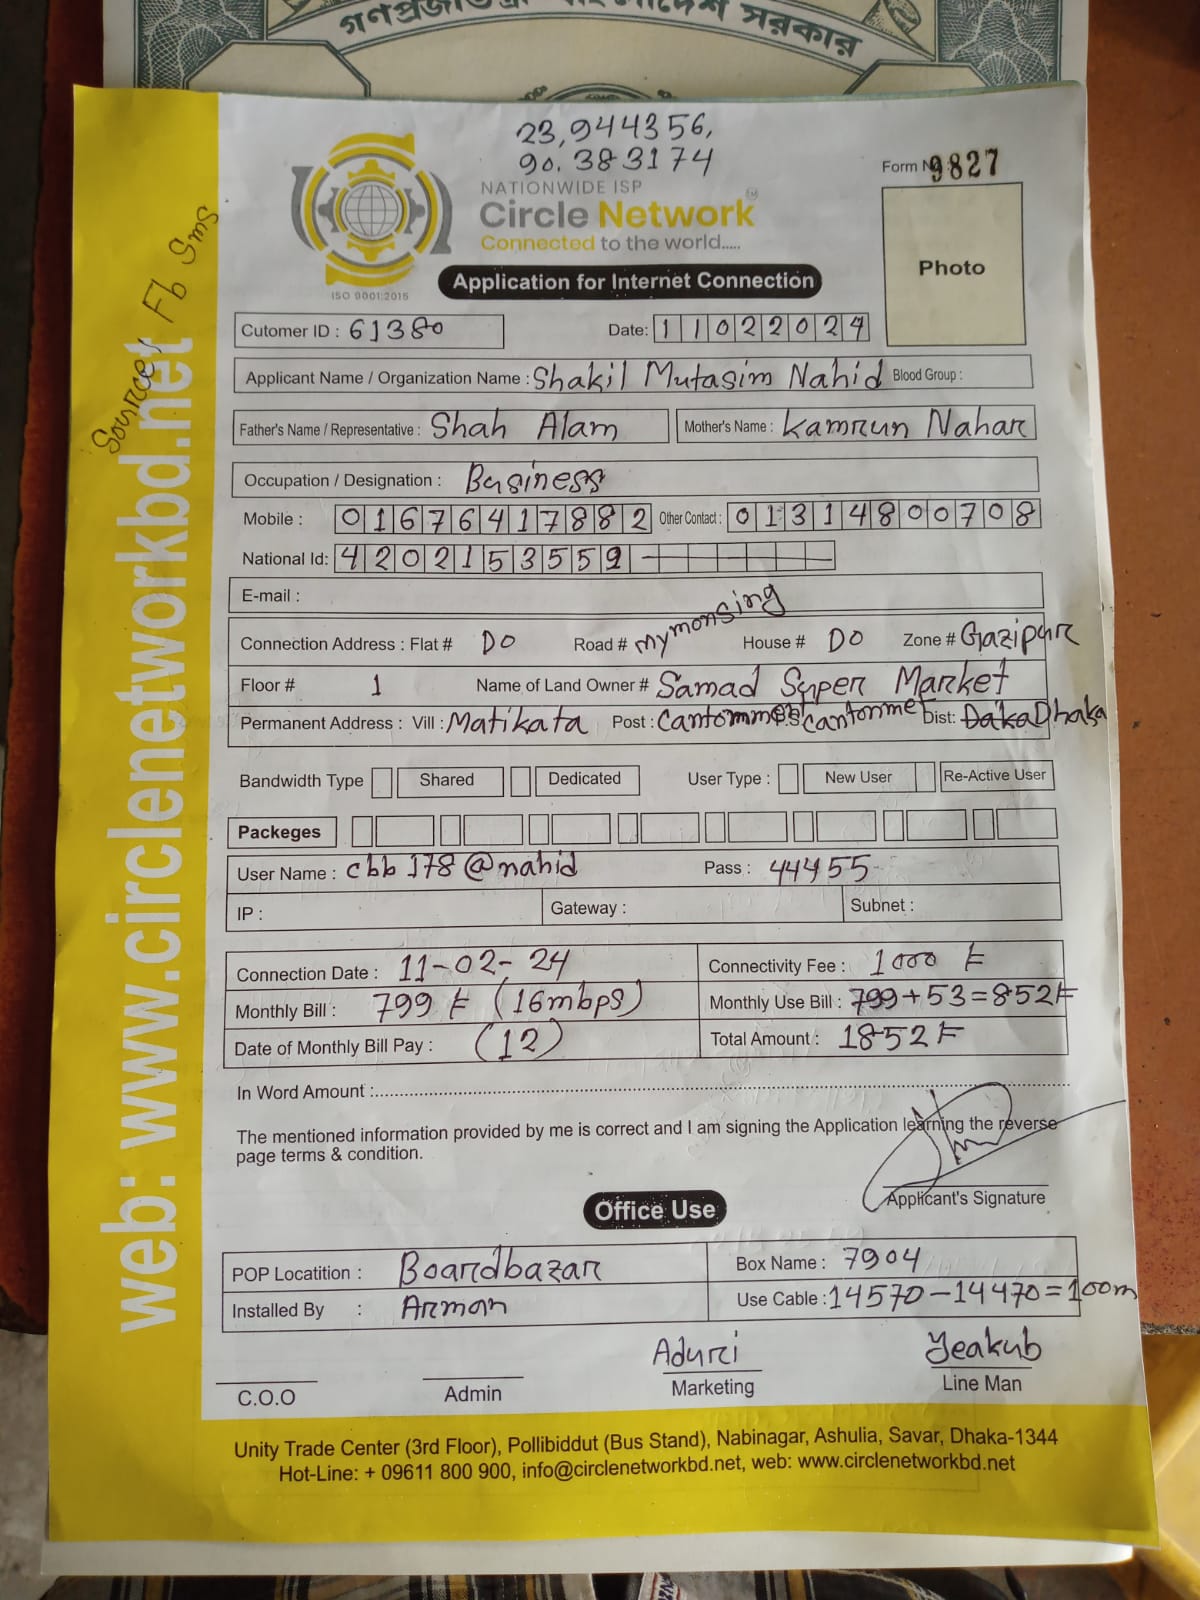 গণপ্রজাতন্ত্রী বাংলাদেশ সরকার
23,944356,
90.383174
NATIONWIDE ISP
Circle Network
Connected to the world.....
ISO 9001:2015
Form No 9827
Photo
Application for Internet Connection
Source, Fb Sms
web: www.circlenetworkbd.net
Cutomer ID : 61380 Date: 11022024
Applicant Name / Organization Name : Shakil Mutasim Nahid Blood Group :
Father's Name / Representative : Shah Alam Mother's Name : Kamrun Nahar
Occupation / Designation : Business
Mobile : 01676417882 Other Contact : 01314800708
National Id: 4202153559
E-mail :
Connection Address : Flat # DO Road # mymonsing House # DO Zone # Gazipur
Floor # 1 Name of Land Owner # Samad Super Market
Permanent Address : Vill : Matikata Post : P.S Dist: Dhaka
Bandwidth Type Shared Dedicated User Type : New User Re-Active User
Packeges
User Name : cbb178@nahid Pass : 44455
IP : Gateway : Subnet :
Connection Date : 11-02-24 Connectivity Fee : 1000 ৳
Monthly Bill : 799 ৳ (16mbps) Monthly Use Bill : 799+53=852৳
Date of Monthly Bill Pay : (12) Total Amount : 1852৳
In Word Amount :
The mentioned information provided by me is correct and I am signing the Application learning the reverse
page terms & condition.
Applicant's Signature
Office Use
POP Locatition : Boardbazar Box Name : 7904
Installed By : Arman Use Cable : 14570-14470=100m
Aduri Yeakub
C.O.O Admin Marketing Line Man
Unity Trade Center (3rd Floor), Pollibiddut (Bus Stand), Nabinagar, Ashulia, Savar, Dhaka-1344
Hot-Line: + 09611 800 900, info@circlenetworkbd.net, web: www.circlenetworkbd.net